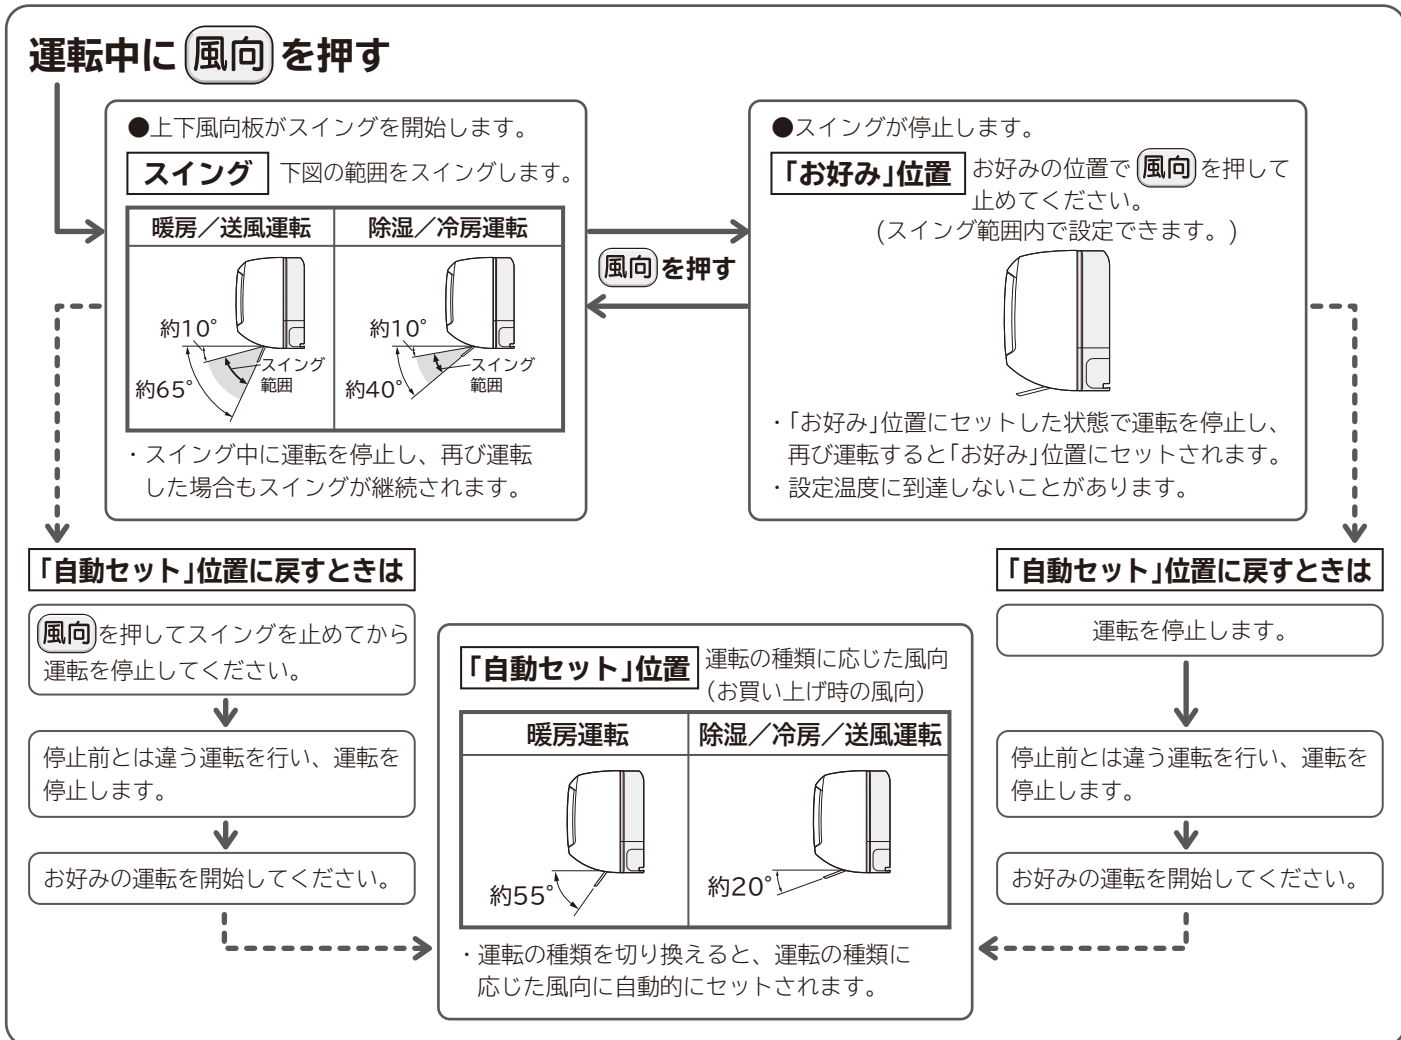 運転中に 風向 を押す
●上下風向板がスイングを開始します。
スイング 下図の範囲をスイングします。
暖房／送風運転 除湿／冷房運転
約10°
約65°
スイング
範囲
約10°
約40°
スイング
範囲
・スイング中に運転を停止し、再び運転
した場合もスイングが継続されます。
風向 を押す
●スイングが停止します。
「お好み」位置 お好みの位置で 風向 を押して
止めてください。
(スイング範囲内で設定できます。)
・「お好み」位置にセットした状態で運転を停止し、
再び運転すると「お好み」位置にセットされます。
・設定温度に到達しないことがあります。
「自動セット」位置に戻すときは
風向 を押してスイングを止めてから
運転を停止してください。
停止前とは違う運転を行い、運転を
停止します。
お好みの運転を開始してください。
「自動セット」位置 運転の種類に応じた風向
(お買い上げ時の風向)
暖房運転 除湿／冷房／送風運転
約55°
約20°
・運転の種類を切り換えると、運転の種類に
応じた風向に自動的にセットされます。
「自動セット」位置に戻すときは
運転を停止します。
停止前とは違う運転を行い、運転を
停止します。
お好みの運転を開始してください。